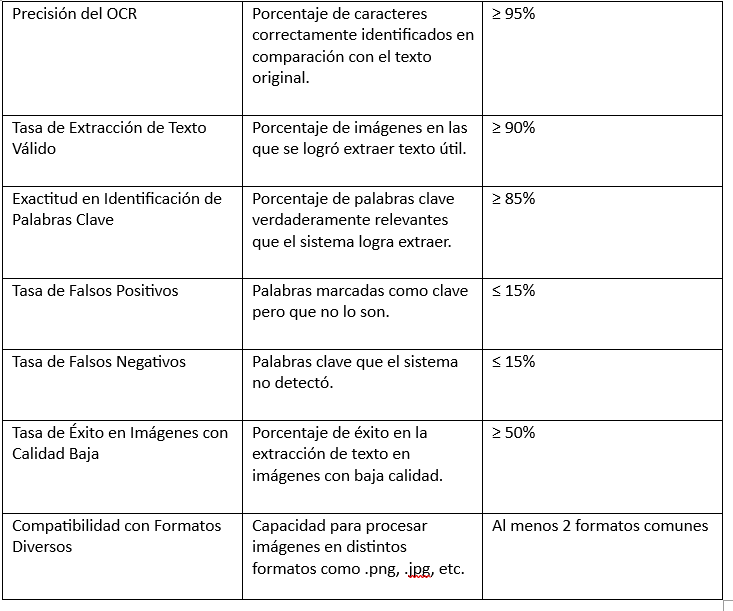 Precisión del OCR
Porcentaje de caracteres
correctamente identificados en
comparación con el texto
original.
≥ 95%
Tasa de Extracción de Texto
Válido
Porcentaje de imágenes en las
que se logró extraer texto útil.
≥ 90%
Exactitud en Identificación de
Palabras Clave
Porcentaje de palabras clave
verdaderamente relevantes
que el sistema logra extraer.
≥ 85%
Tasa de Falsos Positivos
Palabras marcadas como clave
pero que no lo son.
≤ 15%
Tasa de Falsos Negativos
Palabras clave que el sistema
no detectó.
≤ 15%
Tasa de Éxito en Imágenes con
Calidad Baja
Porcentaje de éxito en la
extracción de texto en
imágenes con baja calidad.
≥ 50%
Compatibilidad con Formatos
Diversos
Capacidad para procesar
imágenes en distintos
formatos como .png, .jpg, etc.
Al menos 2 formatos comunes